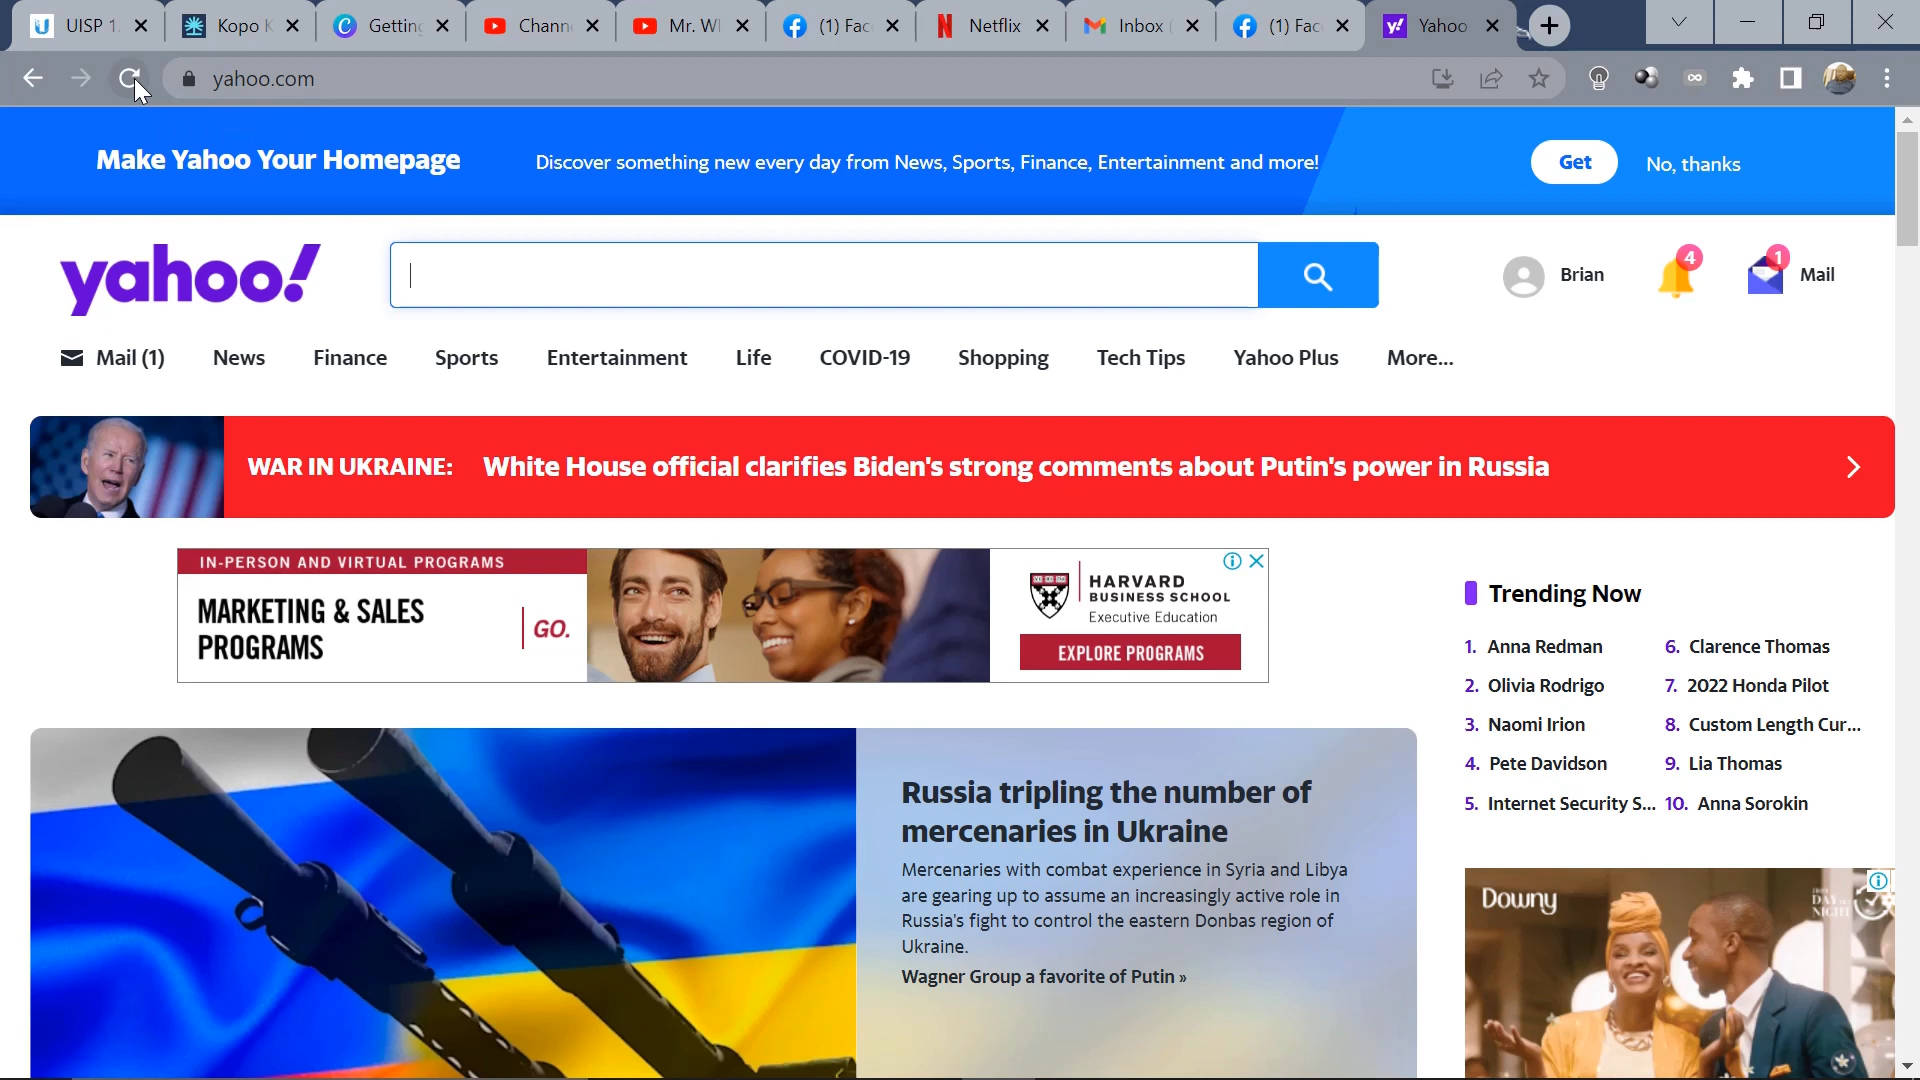 UISP 1.
Kopo K
Getting
Chann
Mr. W
(1) Fac
Netflix
Inbox (
(1) Fac
Yahoo
yahoo.com
Make Yahoo Your Homepage
Discover something new every day from News, Sports, Finance, Entertainment and more!
Get
No, thanks
yahoo!
Brian
4
1
Mail
Mail (1)
News
Finance
Sports
Entertainment
Life
COVID-19
Shopping
Tech Tips
Yahoo Plus
More...
WAR IN UKRAINE: White House official clarifies Biden's strong comments about Putin's power in Russia
IN-PERSON AND VIRTUAL PROGRAMS
MARKETING & SALES
PROGRAMS
GO.
HARVARD
BUSINESS SCHOOL
Executive Education
EXPLORE PROGRAMS
Trending Now
1. Anna Redman
2. Olivia Rodrigo
3. Naomi Irion
4. Pete Davidson
5. Internet Security S...
6. Clarence Thomas
7. 2022 Honda Pilot
8. Custom Length Cur...
9. Lia Thomas
10. Anna Sorokin
Russia tripling the number of
mercenaries in Ukraine
Mercenaries with combat experience in Syria and Libya
are gearing up to assume an increasingly active role in
Russia's fight to control the eastern Donbas region of
Ukraine.
Wagner Group a favorite of Putin »
Downy
DAY
NIGHT